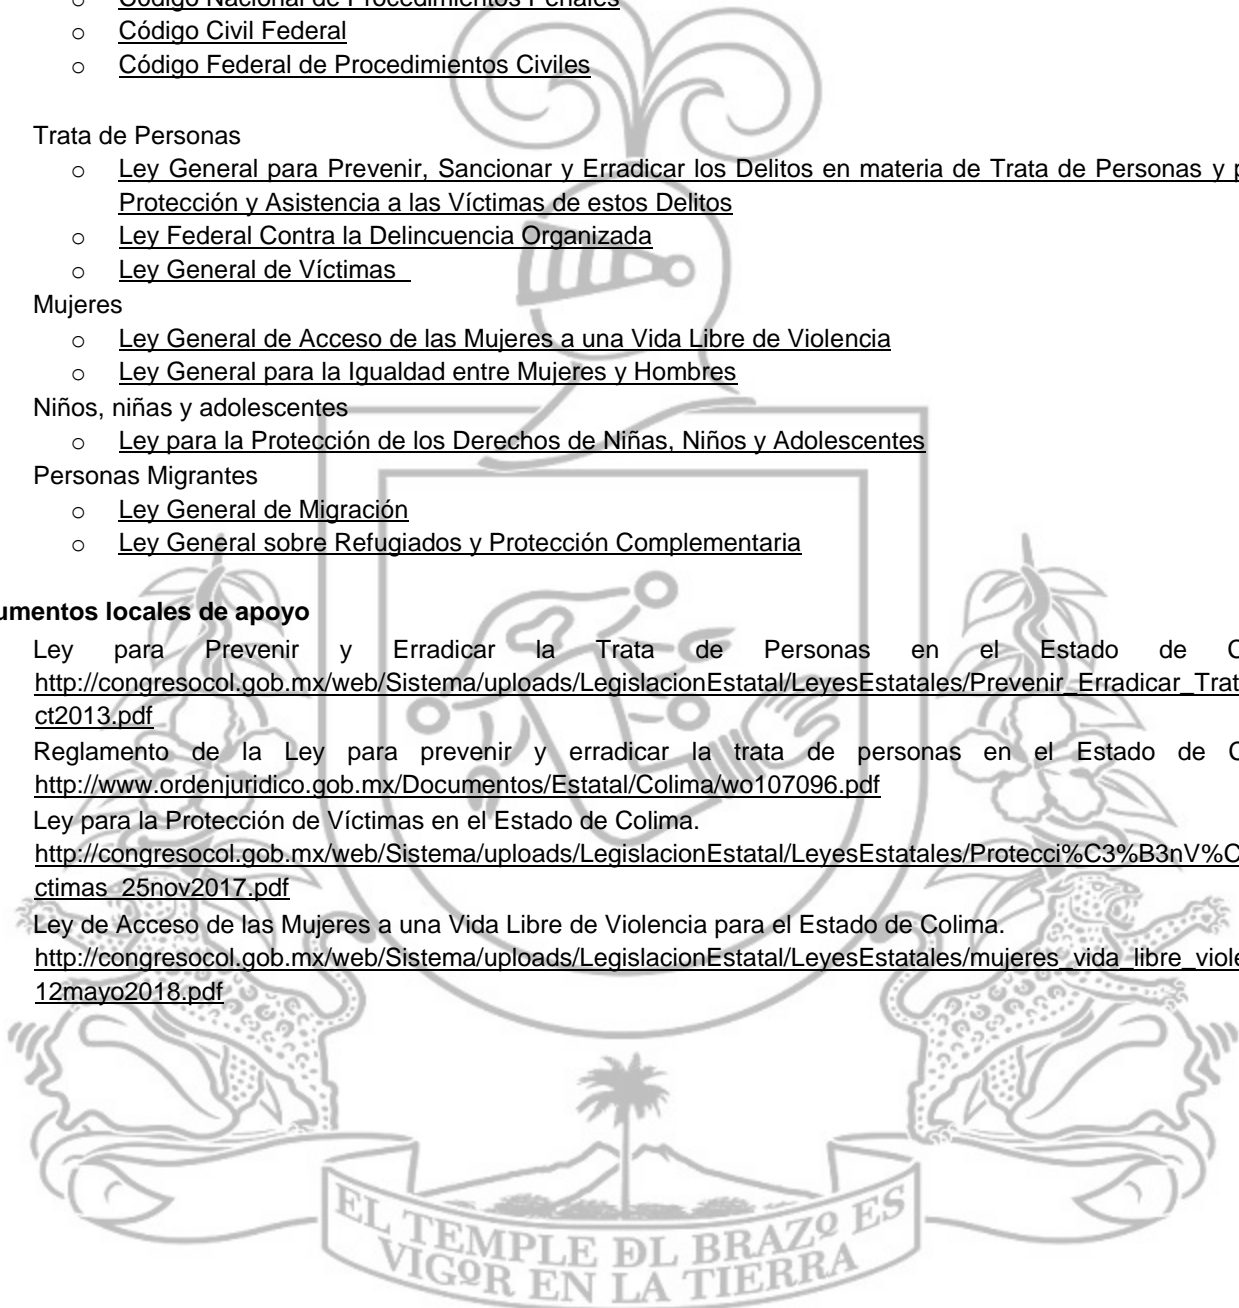 Código Nacional de Procedimientos Penales
o Código Civil Federal
o Código Federal de Procedimientos Civiles
Trata de Personas
o Ley General para Prevenir, Sancionar y Erradicar los Delitos en materia de Trata de Personas y
Protección y Asistencia a las Víctimas de estos Delitos
o Ley Federal Contra la Delincuencia Organizada
o Ley General de Víctimas
Mujeres
o Ley General de Acceso de las Mujeres a una Vida Libre de Violencia
o Ley General para la Igualdad entre Mujeres y Hombres
Niños, niñas y adolescentes
o Ley para la Protección de los Derechos de Niñas, Niños y Adolescentes
Personas Migrantes
o Ley General de Migración
o Ley General sobre Refugiados y Protección Complementaria
umentos locales de apoyo
Ley para Prevenir y Erradicar la Trata de Personas en el Estado de
http://congresocol.gob.mx/web/Sistema/uploads/LegislacionEstatal/LeyesEstatales/Prevenir_Erradicar_Trat
ct2013.pdf
Reglamento de la Ley para prevenir y erradicar la trata de personas en el Estado de
http://www.ordenjuridico.gob.mx/Documentos/Estatal/Colima/wo107096.pdf
Ley para la Protección de Víctimas en el Estado de Colima.
http://congresocol.gob.mx/web/Sistema/uploads/LegislacionEstatal/LeyesEstatales/Protecci%C3%B3nV%C
ctimas_25nov2017.pdf
Ley de Acceso de las Mujeres a una Vida Libre de Violencia para el Estado de Colima.
http://congresocol.gob.mx/web/Sistema/uploads/LegislacionEstatal/LeyesEstatales/mujeres_vida_libre_viole
12mayo2018.pdf
EL TEMPLE DL BRAZO ES
VIGOR EN LA TIERRA